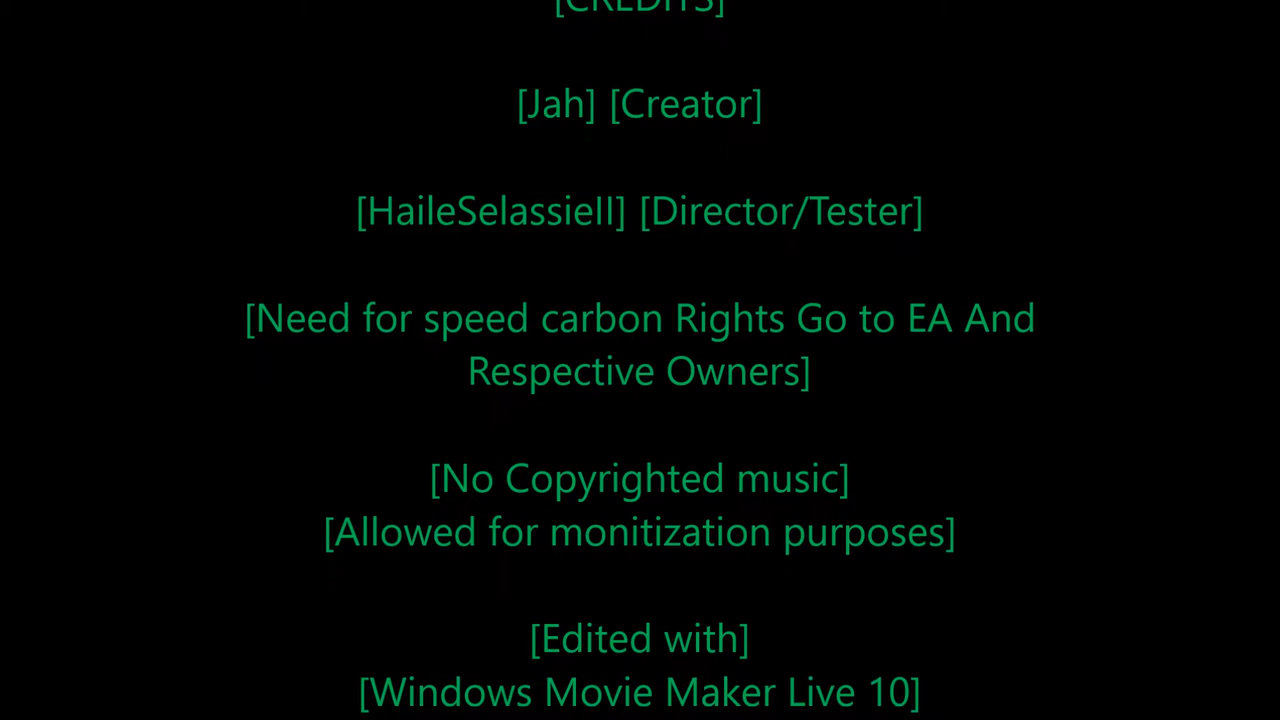 [CREDITS]
[Jah] [Creator]
[HaileSelassieII] [Director/Tester]
[Need for speed carbon Rights Go to EA And
Respective Owners]
[No Copyrighted music]
[Allowed for monitization purposes]
[Edited with]
[Windows Movie Maker Live 10]